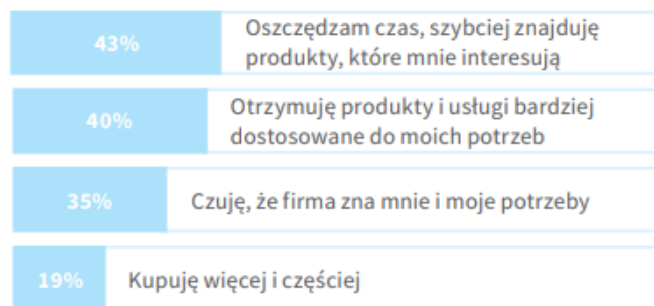 43%
Oszczędzam czas, szybciej znajduję
produkty, które mnie interesują
40%
Otrzymuję produkty i usługi bardziej
dostosowane do moich potrzeb
35%
Czuję, że firma zna mnie i moje potrzeby
19%
Kupuję więcej i częściej